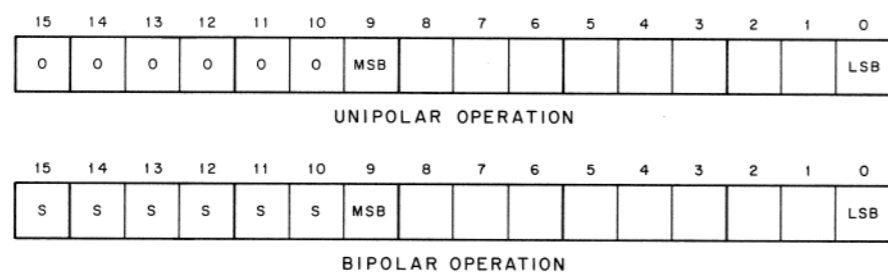 15 14 13 12 11 10 9 8 7 6 5 4 3 2 1 0
0 0 0 0 0 0 MSB LSB
UNIPOLAR OPERATION
15 14 13 12 11 10 9 8 7 6 5 4 3 2 1 0
S S S S S S MSB LSB
BIPOLAR OPERATION